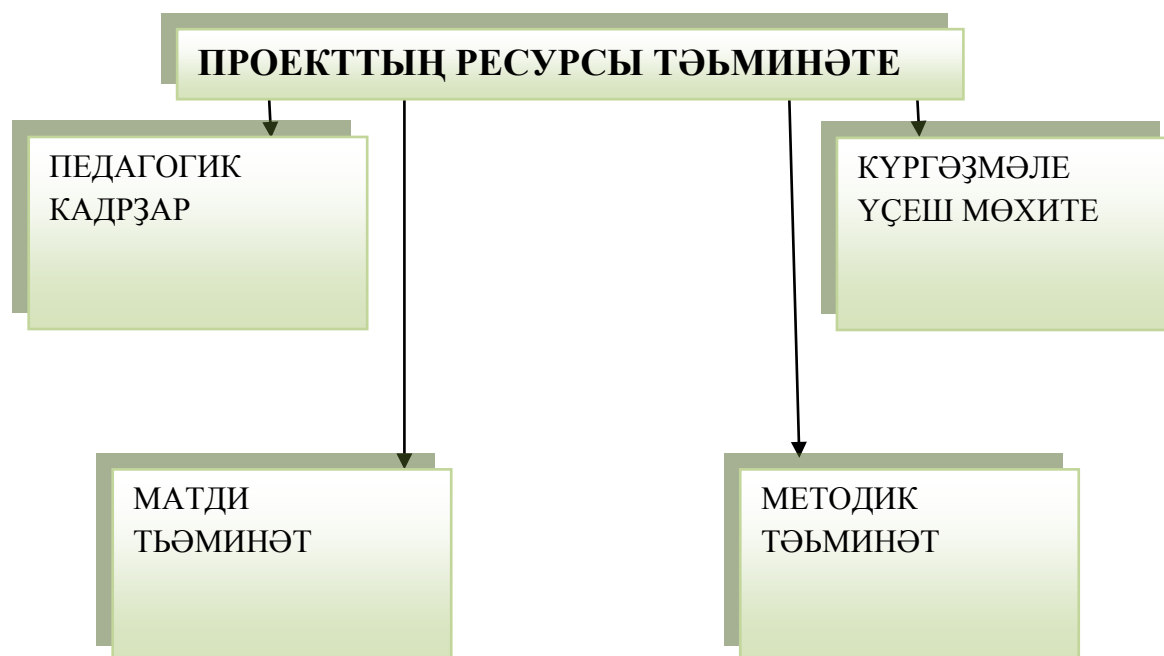 ПРОЕКТТЫҢ РЕСУРСЫ ТӘЬМИНӘТЕ
ПЕДАГОГИК
КАДРҘАР
КҮРГӘҘМӘЛЕ
ҮҪЕШ МӨХИТЕ
МАТДИ
ТЬӘМИНӘТ
МЕТОДИК
ТӘЬМИНӘТ